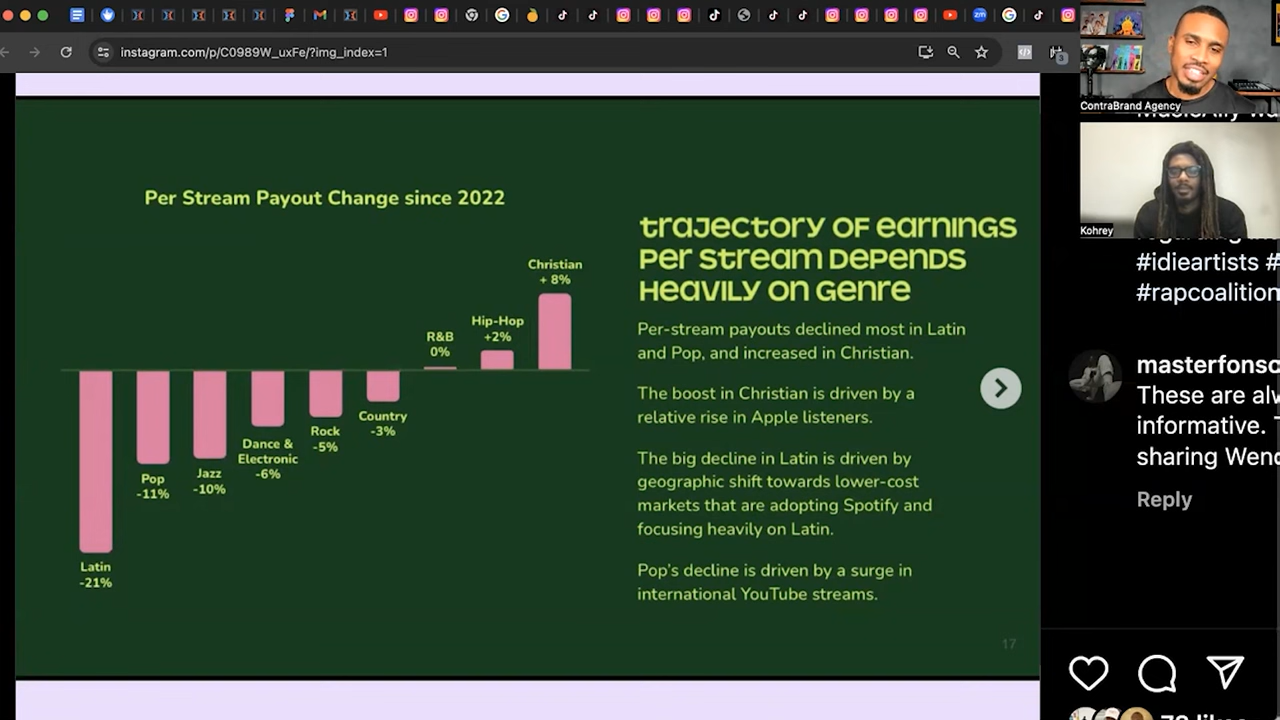 instagram.com/p/C0989W_uxFe/?img_index=1
3
ContraBrand Agency
Kohrey
Per Stream Payout Change since 2022
Latin
-21%
Pop
-11%
Jazz
-10%
Dance &
Electronic
-6%
Rock
-5%
Country
-3%
R&B
0%
Hip-Hop
+2%
Christian
+ 8%
trajectory of earnings
per stream depends
heavily on genre
Per-stream payouts declined most in Latin
and Pop, and increased in Christian.
The boost in Christian is driven by a
relative rise in Apple listeners.
The big decline in Latin is driven by
geographic shift towards lower-cost
markets that are adopting Spotify and
focusing heavily on Latin.
Pop's decline is driven by a surge in
international YouTube streams.
17
#idieartists #
#rapcoalition
masterfonsc
These are
informative.
sharing
Reply